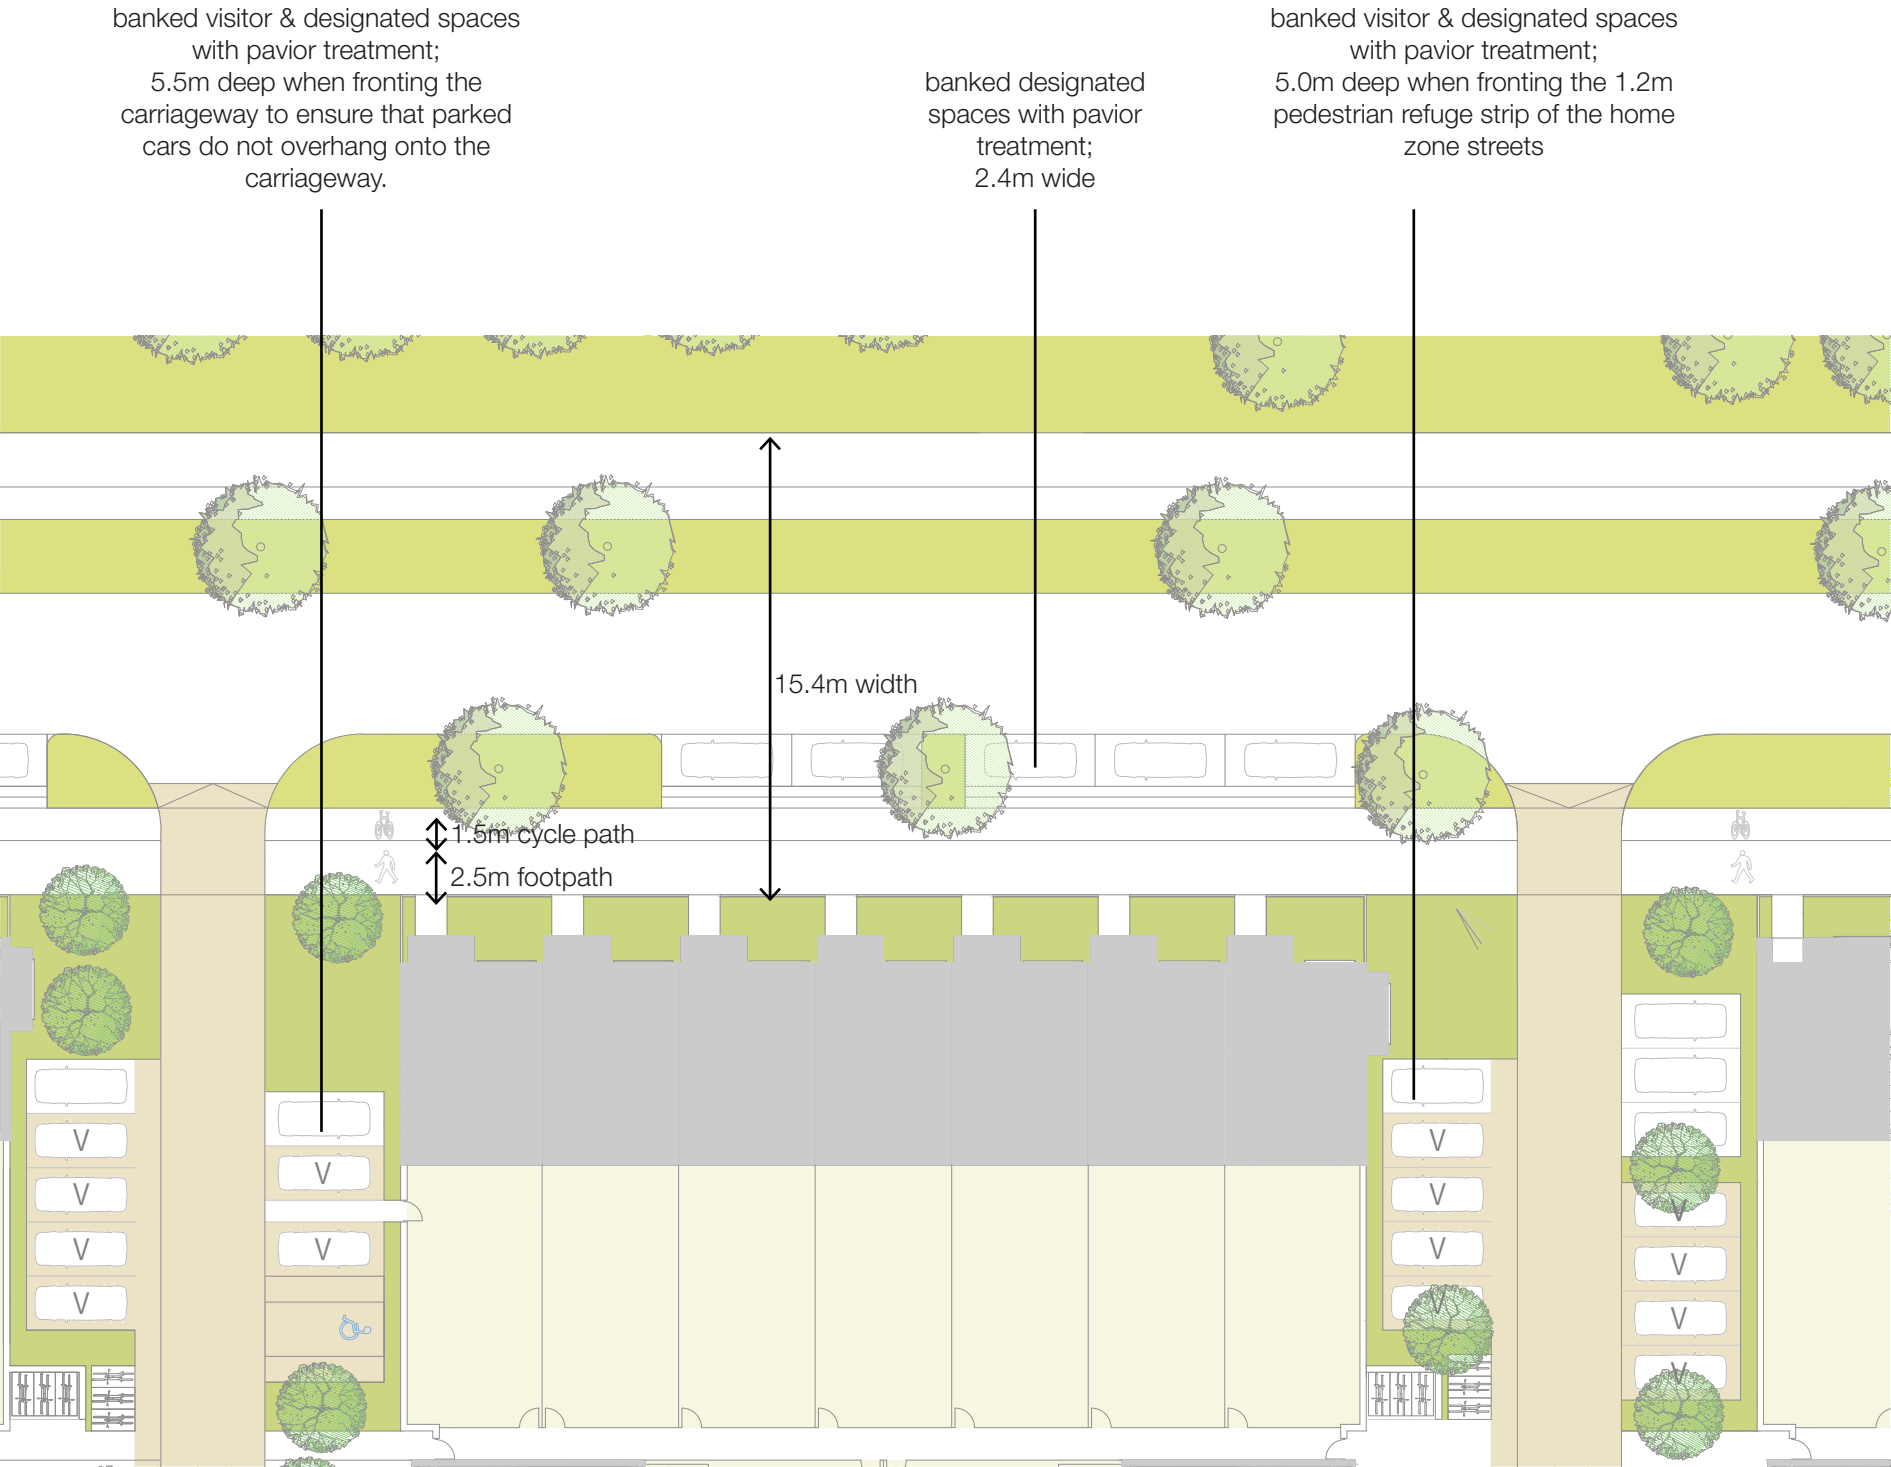 banked visitor & designated spaces
with pavior treatment;
5.5m deep when fronting the
carriageway to ensure that parked
cars do not overhang onto the
carriageway.
banked designated
spaces with pavior
treatment;
2.4m wide
banked visitor & designated spaces
with pavior treatment;
5.0m deep when fronting the 1.2m
pedestrian refuge strip of the home
zone streets
15.4m width
1.5m cycle path
2.5m footpath
V
V
V
V
V
V
V
V
V
V
V
V
V
V